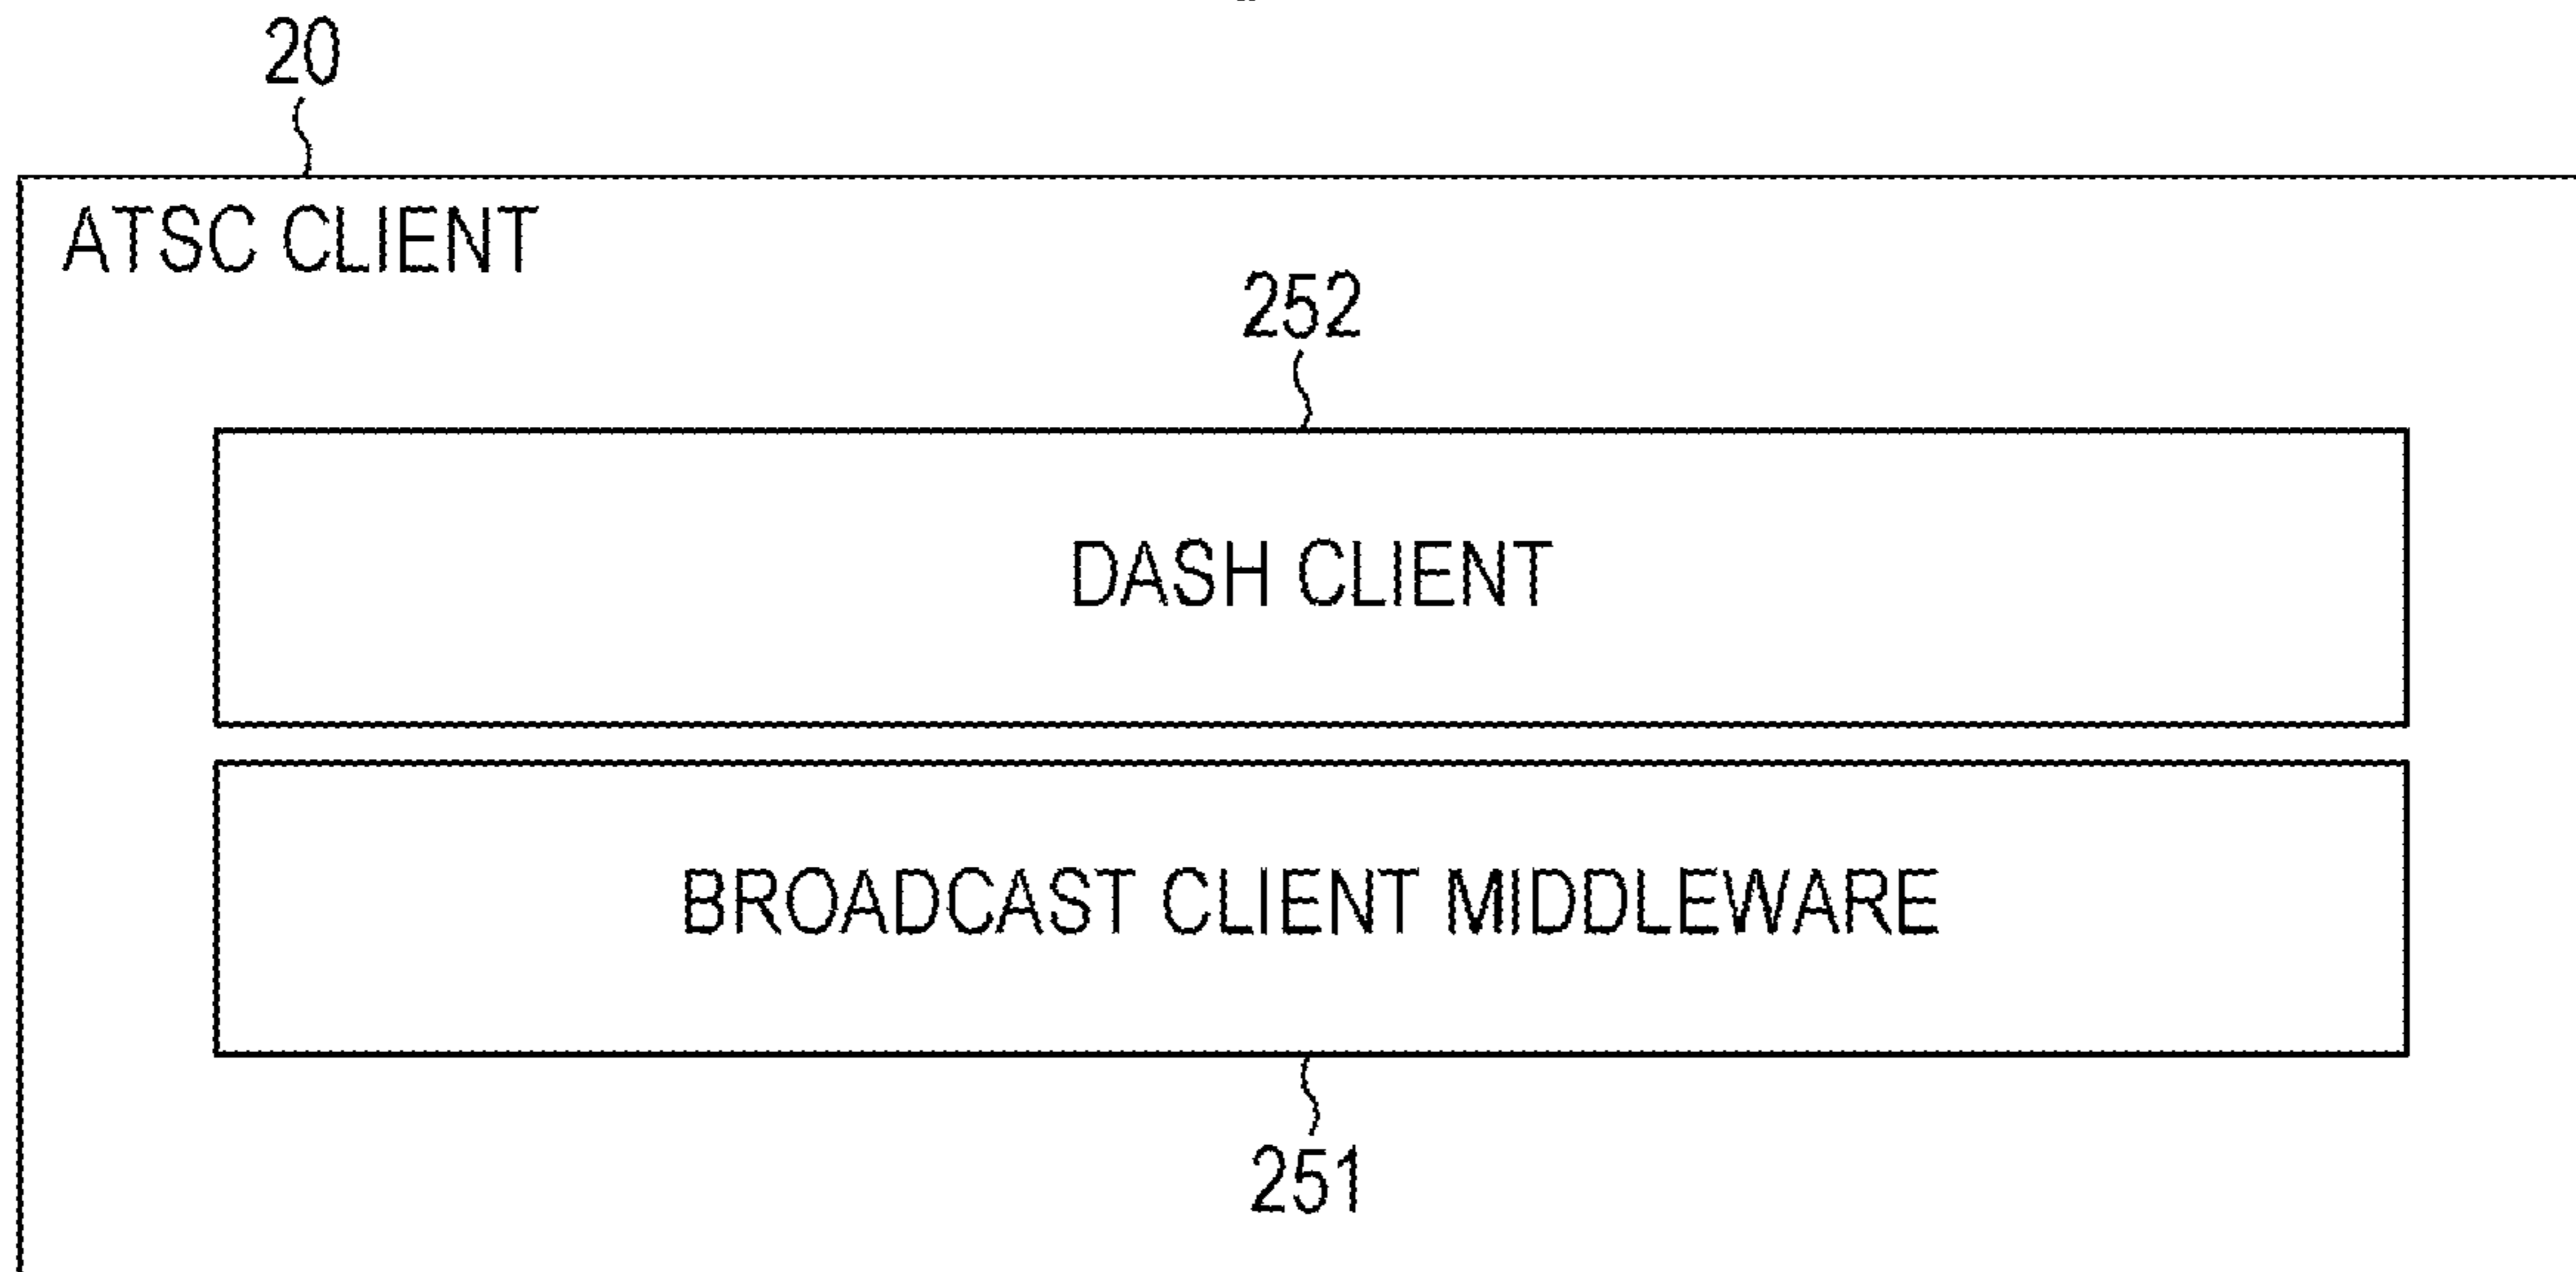 20
ATSC CLIENT
252
DASH CLIENT
BROADCAST CLIENT MIDDLEWARE
251